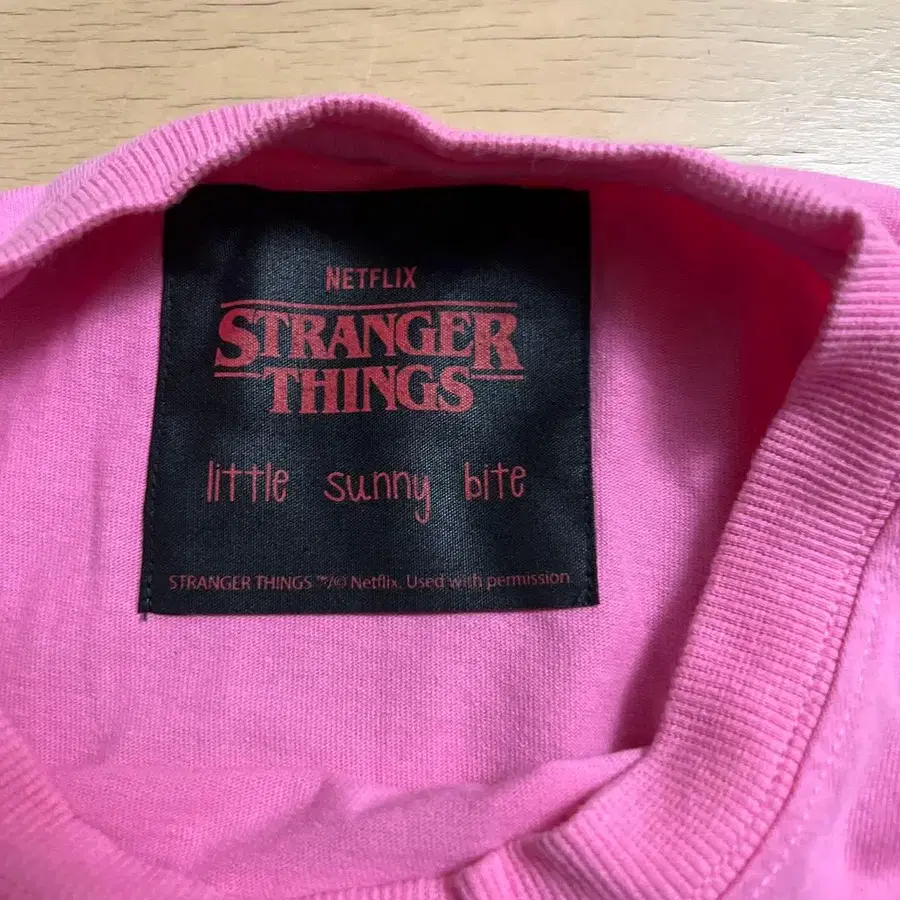 NETFLIX
STRANGER
THINGS
little sunny bite
STRANGER THINGS ™/© Netflix. Used with permission